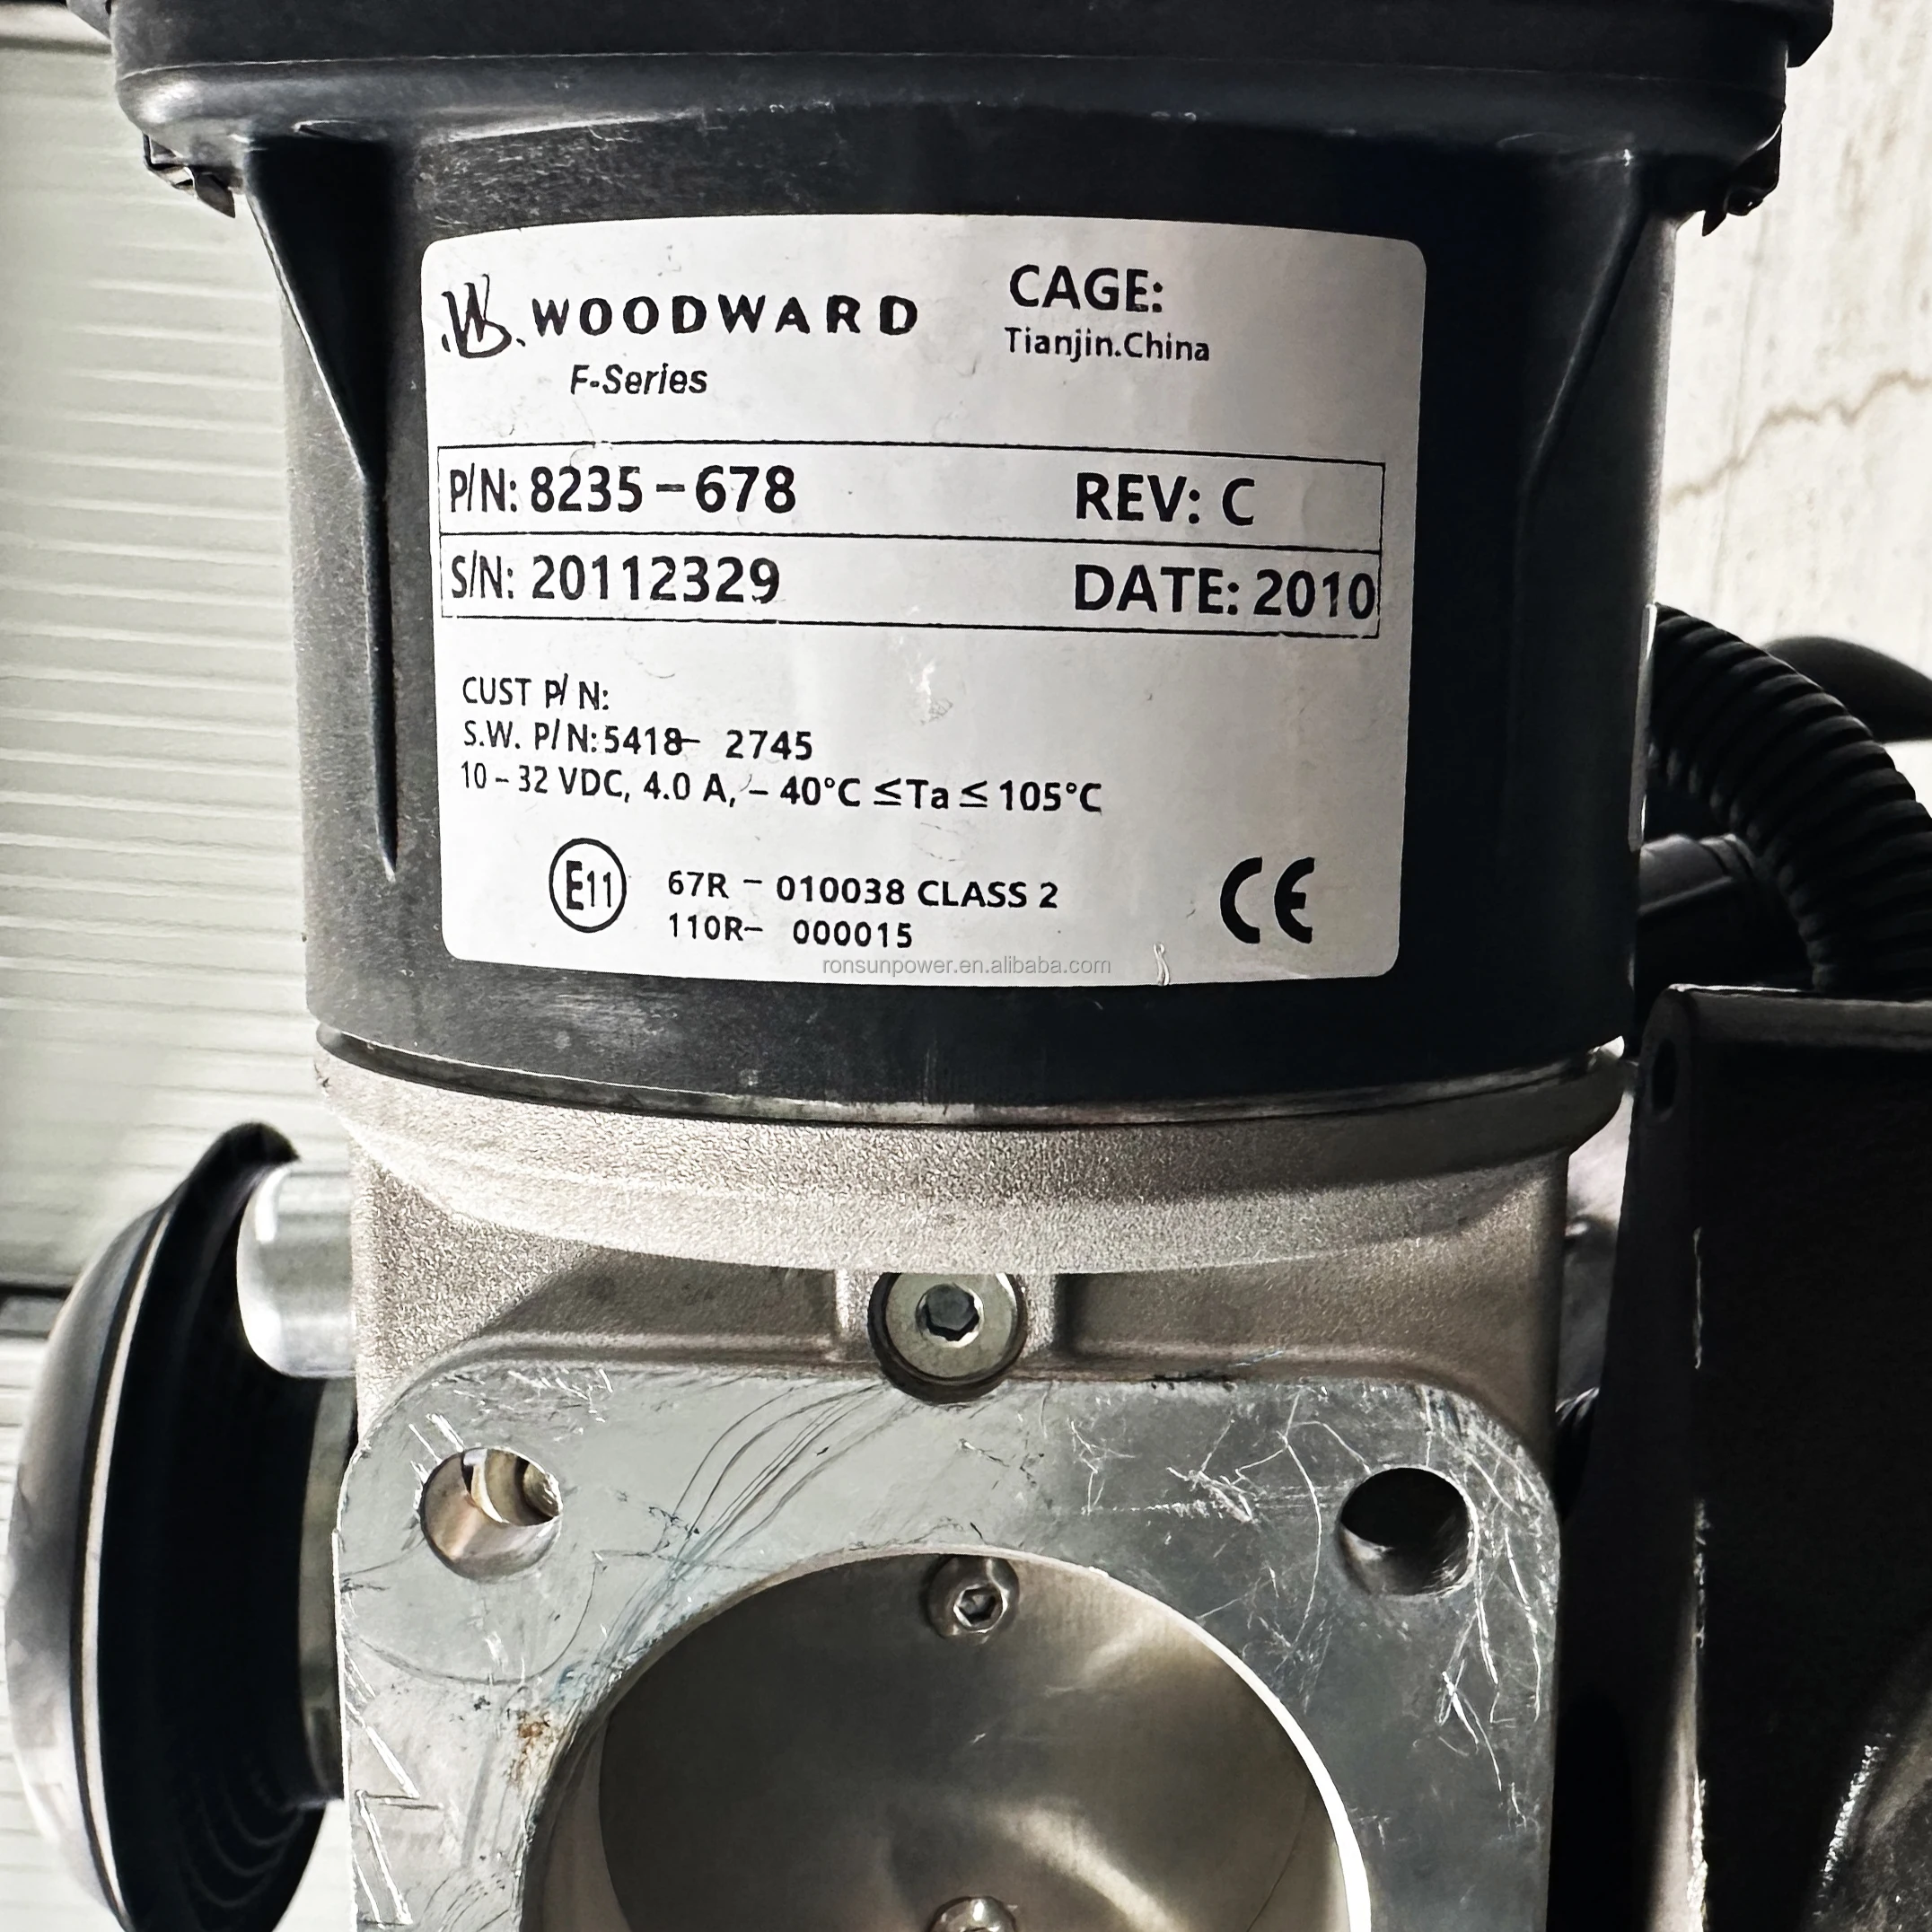 WOODWARD
F-Series
CAGE:
Tianjin.China
P/N: 8235-678 REV: C
S/N: 20112329 DATE: 2010
CUST P/ N:
S.W. P/N:5418- 2745
10-32 VDC, 4.0 A, - 40°C ≤Ta≤ 105°C
E11 67R - 010038 CLASS 2
110R- 000015
CE
ronsunpower.en.alibaba.com